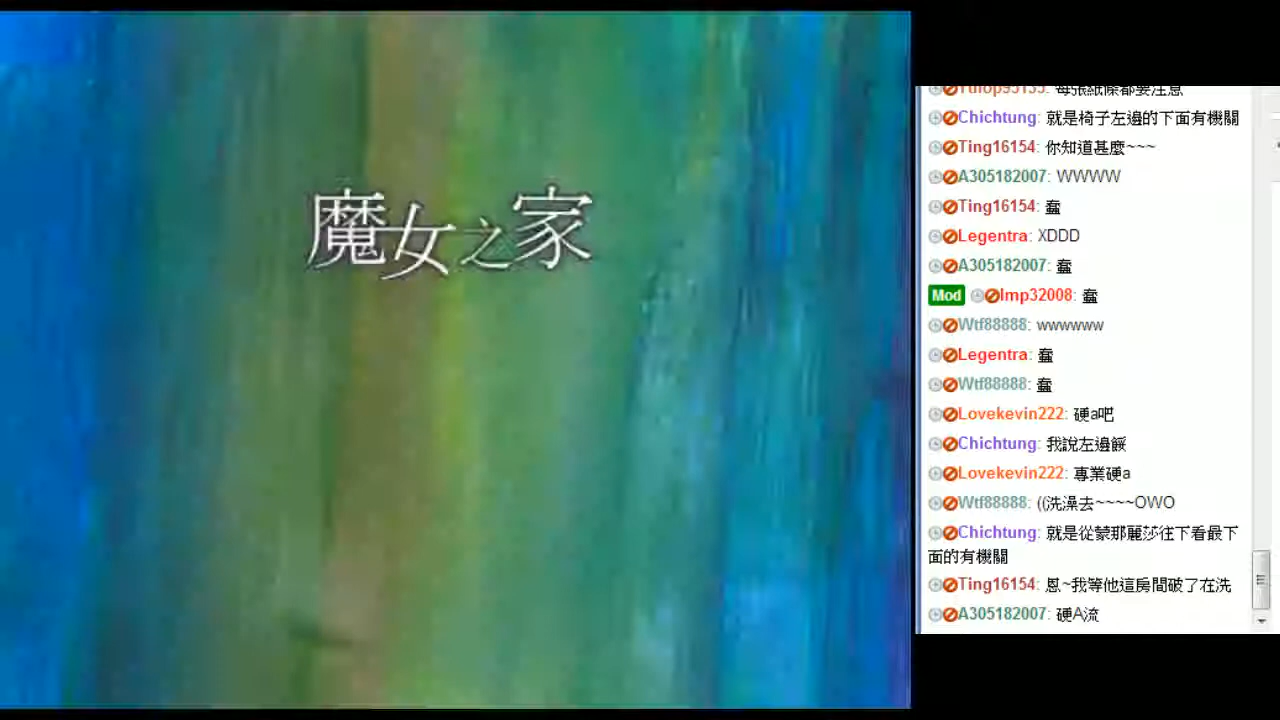 魔女之家
Chichtung: 就是椅子左邊的下面有機關
Ting16154: 你知道甚麼~~~
A305182007: WWWW
Ting16154: 蠢
Legentra: XDDD
A305182007: 蠢
Mod Imp32008: 蠢
Wtf88888: wwwwww
Legentra: 蠢
Wtf88888: 蠢
Lovekevin222: 硬a吧
Chichtung: 我說左邊餒
Lovekevin222: 專業硬a
Wtf88888: ((洗澡去~~~~OWO
Chichtung: 就是從蒙那麗莎往下看最下
面的有機關
Ting16154: 恩~我等他這房間破了在洗
A305182007: 硬A流